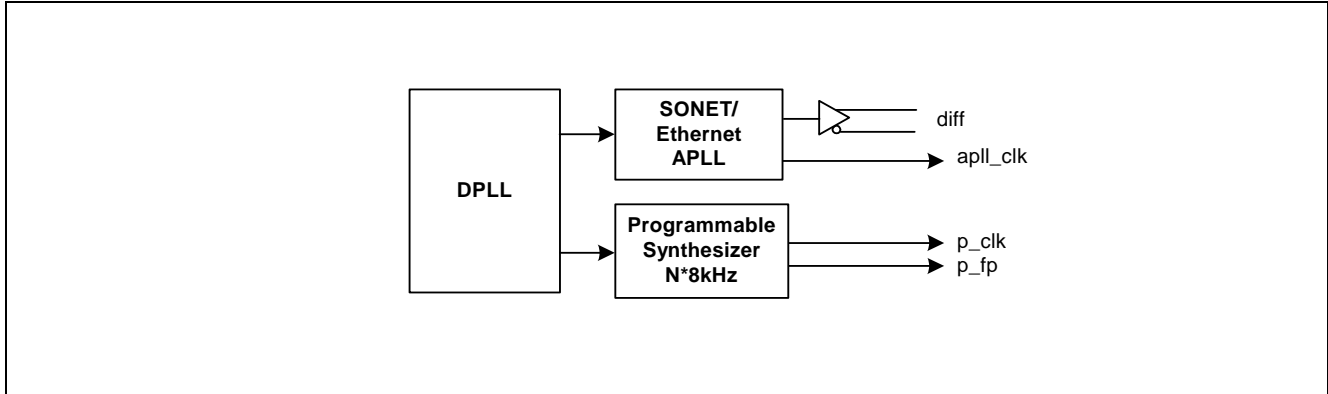 DPLL
SONET/
Ethernet
APLL
diff
apll_clk
Programmable
Synthesizer
N*8kHz
p_clk
p_fp